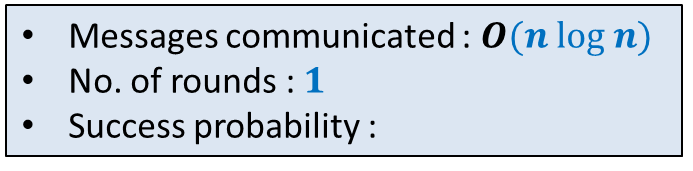 • Messages communicated : O(n log n)
• No. of rounds : 1
• Success probability :